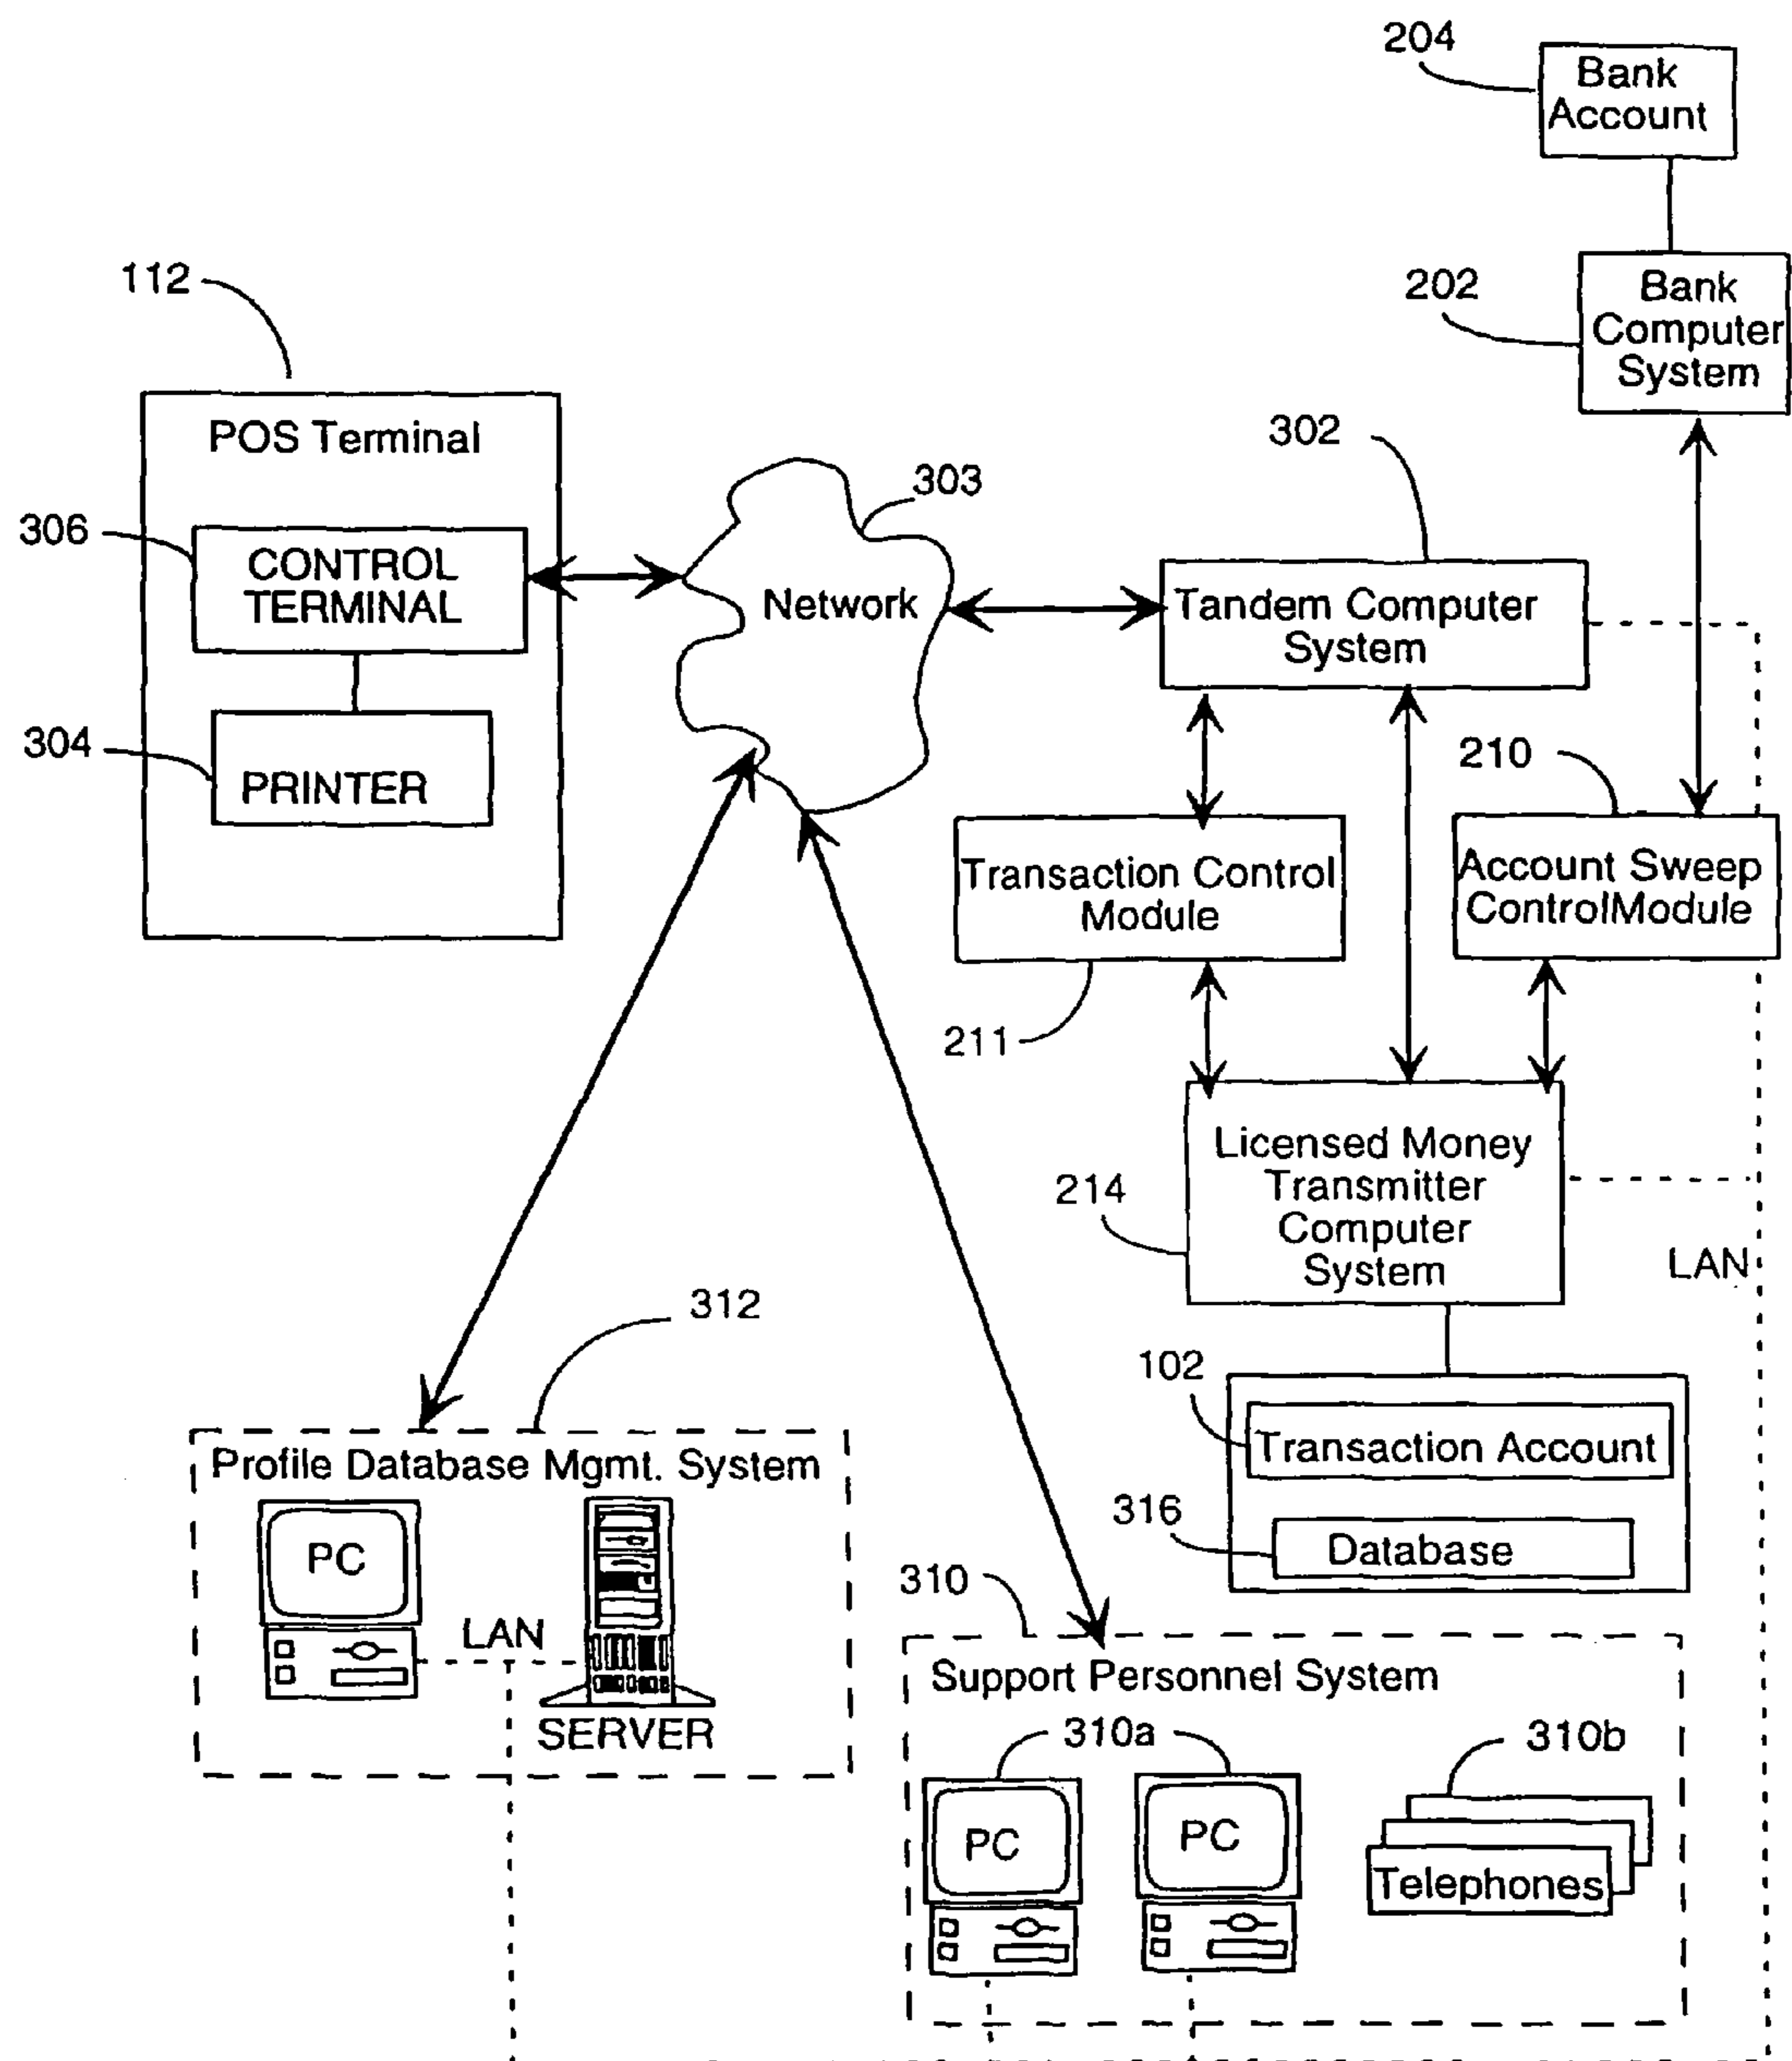 204
Bank
Account
112
202
Bank
Computer
System
POS Terminal
302
303
306
CONTROL
TERMINAL
Network
Tandem Computer
System
304
PRINTER
210
Transaction Control
Module
Account Sweep
ControlModule
211
Licensed Money
Transmitter
Computer
System
214
LAN
312
102
Transaction Account
Profile Database Mgmt. System
316
Database
PC
310
LAN
SERVER
Support Personnel System
310a
310b
PC
PC
Telephones